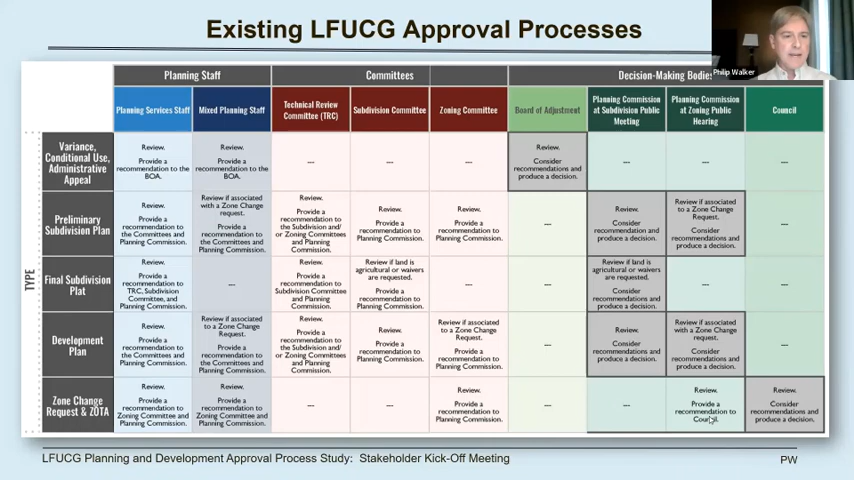 Existing LFUCG Approval Processes
Philip Walker
Planning Staff
Committees
Decision-Making Bodies
Planning Services Staff
Mixed Planning Staff
Technical Review
Committee (TRC)
Subdivision Committee
Zoning Committee
Board of Adjustment
Planning Commission
at Subdivision Public
Meeting
Planning Commission
at Zoning Public
Hearing
Council
TYPE
Variance,
Conditional Use,
Administrative
Appeal
Review.
Provide a
recommendation to the
BOA.
Review.
Provide a
recommendation to the
BOA.
---
---
---
Review.
Consider
recommendations and
produce a decision.
---
---
---
Preliminary
Subdivision Plan
Review.
Provide a
recommendation to
the Committees and
Planning Commission.
Review if associated
with a Zone Change
request.
Provide a
recommendation to
the Committees and
Planning Commission.
Review.
Provide a
recommendation to
the Subdivision and/
or Zoning Committees
and Planning
Commission.
Review.
Provide a
recommendation to
Planning Commission.
Review.
Provide a
recommendation to
Planning Commission.
---
Review.
Consider
recommendation and
produce a decision.
Review if associated
to a Zone Change
Request.
Consider
recommendations and
produce a decision.
---
Final Subdivision
Plat
Review.
Provide a
recommendation to
TRC, Subdivision
Committee, and
Planning Commission.
---
Review.
Provide a
recommendation to
Subdivision Committee
and Planning
Commission.
Review if land is
agricultural or waivers
are requested.
Provide a
recommendation to
Planning Commission.
---
---
Review if land is
agricultural or waivers
are requested.
Consider
recommendations and
produce a decision.
---
---
Development
Plan
Review.
Provide a
recommendation to
the Committees and
Planning Commission.
Review if associated
to a Zone Change
Request.
Provide a
recommendation to
the Committees and
Planning Commission.
Review.
Provide a
recommendation to
the Subdivision and/
or Zoning Committees
and Planning
Commission.
Review.
Provide a
recommendation to
Planning Commission.
Review if associated
to a Zone Change
Request.
Provide a
recommendation to
Planning Commission.
---
Review.
Consider
recommendations and
produce a decision.
Review if associated
with a Zone Change
request.
Consider
recommendations and
produce a decision.
---
Zone Change
Request & ZOTA
Review.
Provide a
recommendation to
Zoning Committee and
Planning Commission.
Review.
Provide a
recommendation to
Zoning Committee and
Planning Commission.
---
---
Review.
Provide a
recommendation to
Planning Commission.
---
---
Review.
Provide a
recommendation to
Council.
Review.
Consider
recommendations and
produce a decision.
LFUCG Planning and Development Approval Process Study: Stakeholder Kick-Off Meeting
PW